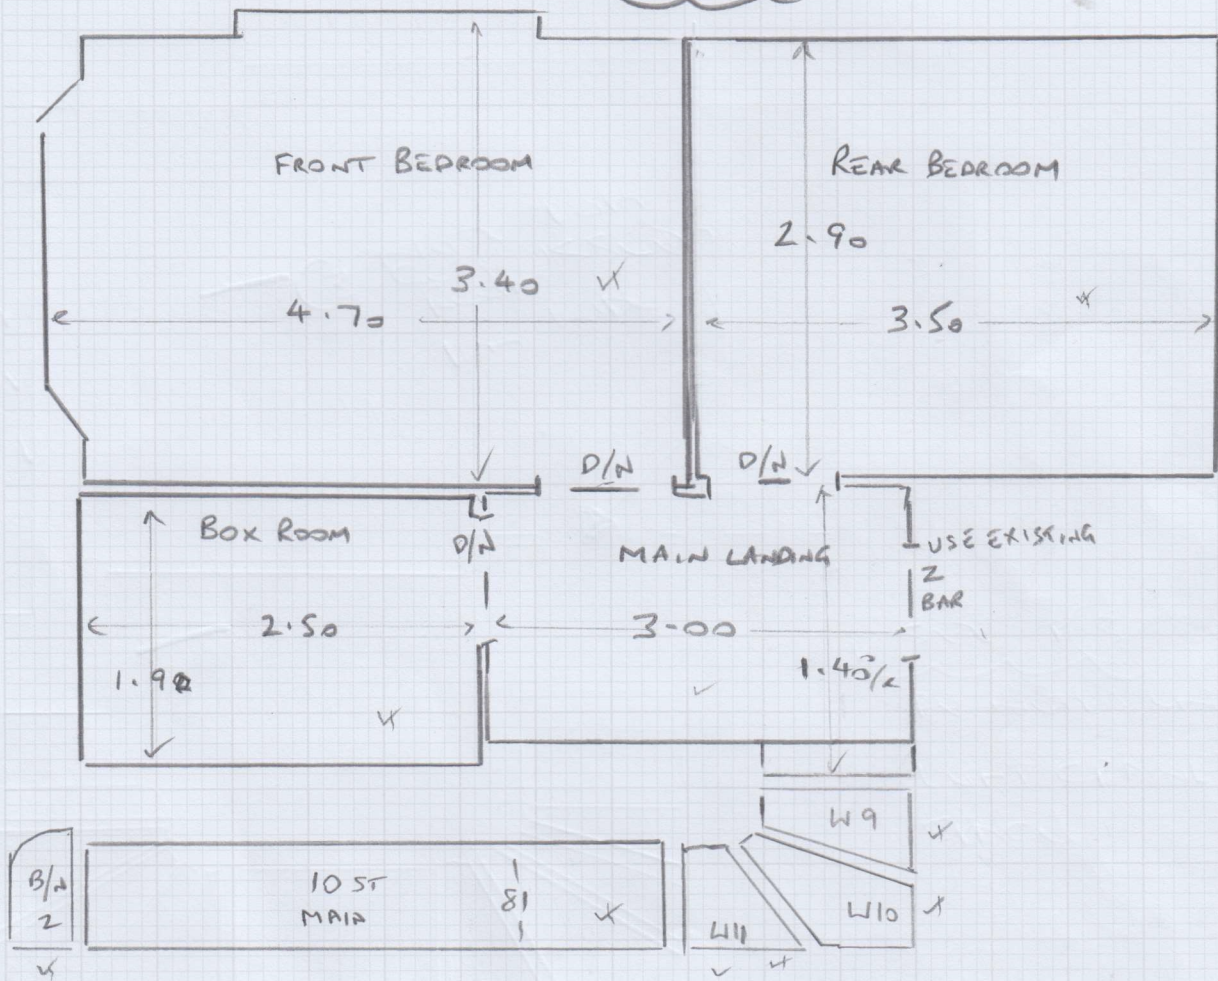 FRONT BEDROOM
REAR BEDROOM
2.90
3.40
4.70
3.50
D/N
D/N
BOX ROOM
D/N
MAIN LANDING
USE EXISTING
2
BAR
2.50
3.00
1.90
W9
B/N
2
10 ST
MAIN
81
W11
W10